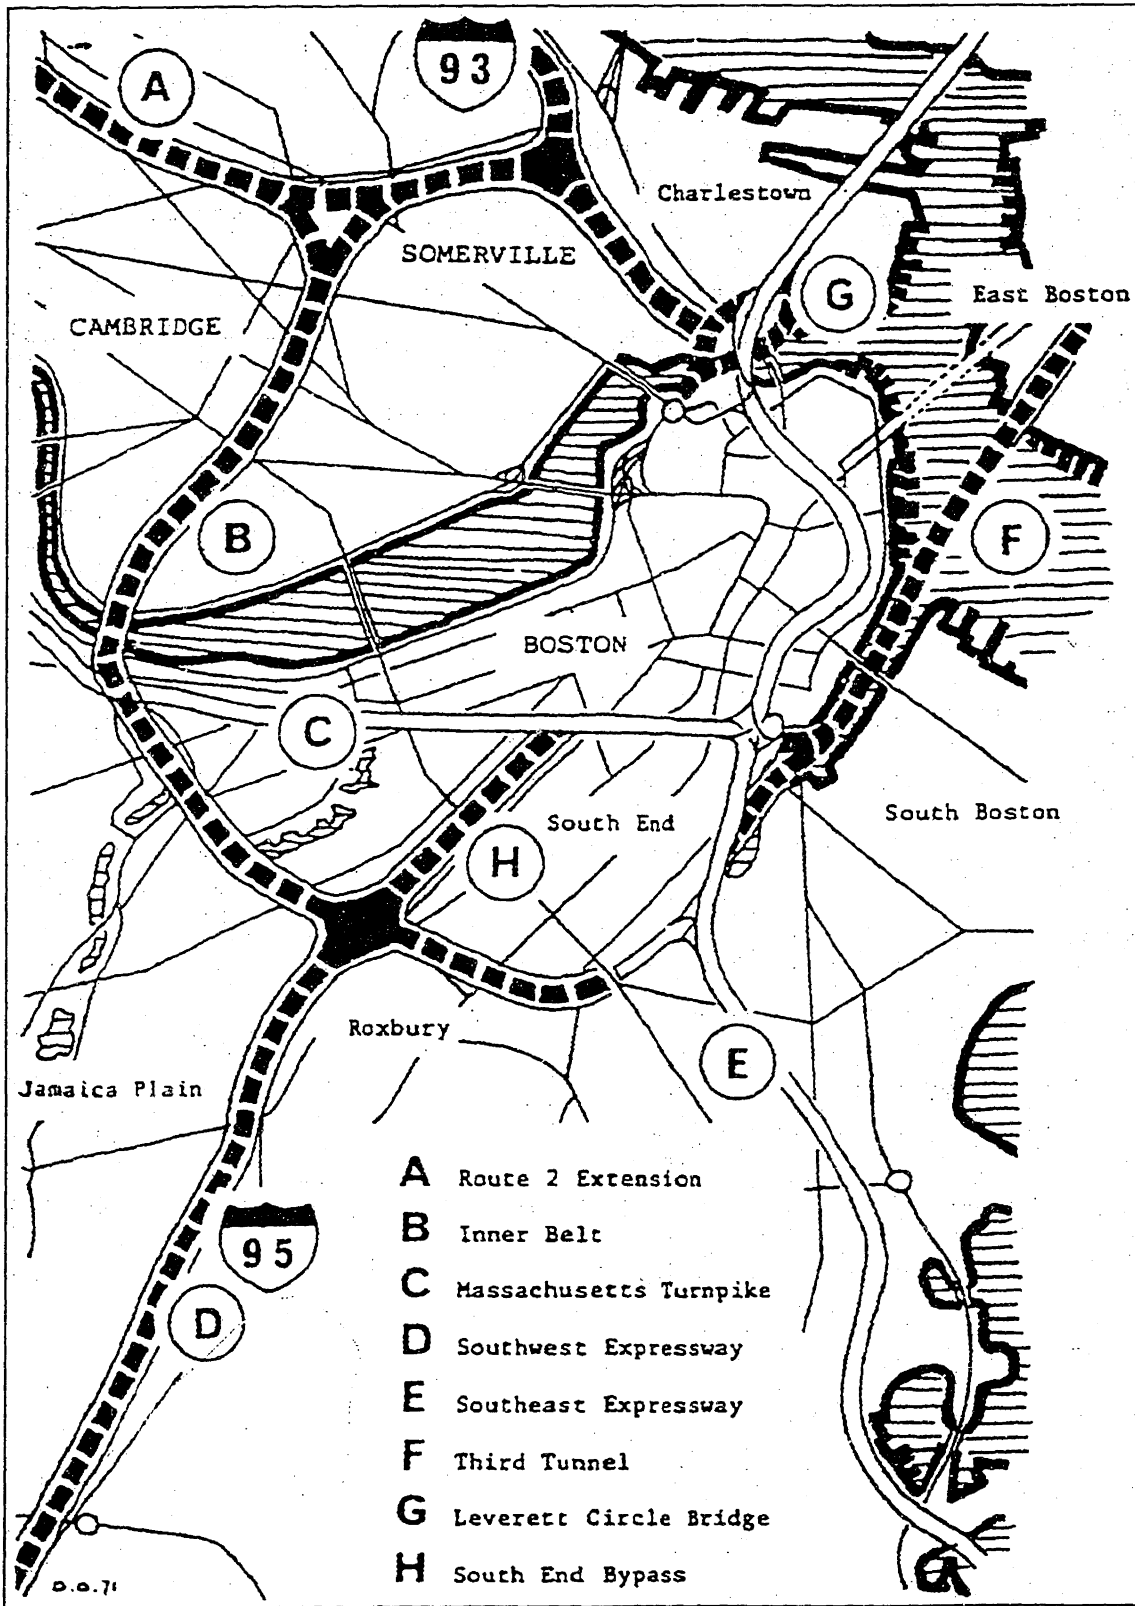 A
93
Charlestown
SOMERVILLE
G
East Boston
CAMBRIDGE
B
F
BOSTON
C
South End
South Boston
H
Roxbury
E
Jamaica Plain
95
D
A Route 2 Extension
B Inner Belt
C Massachusetts Turnpike
D Southwest Expressway
E Southeast Expressway
F Third Tunnel
G Leverett Circle Bridge
H South End Bypass
D.O.71